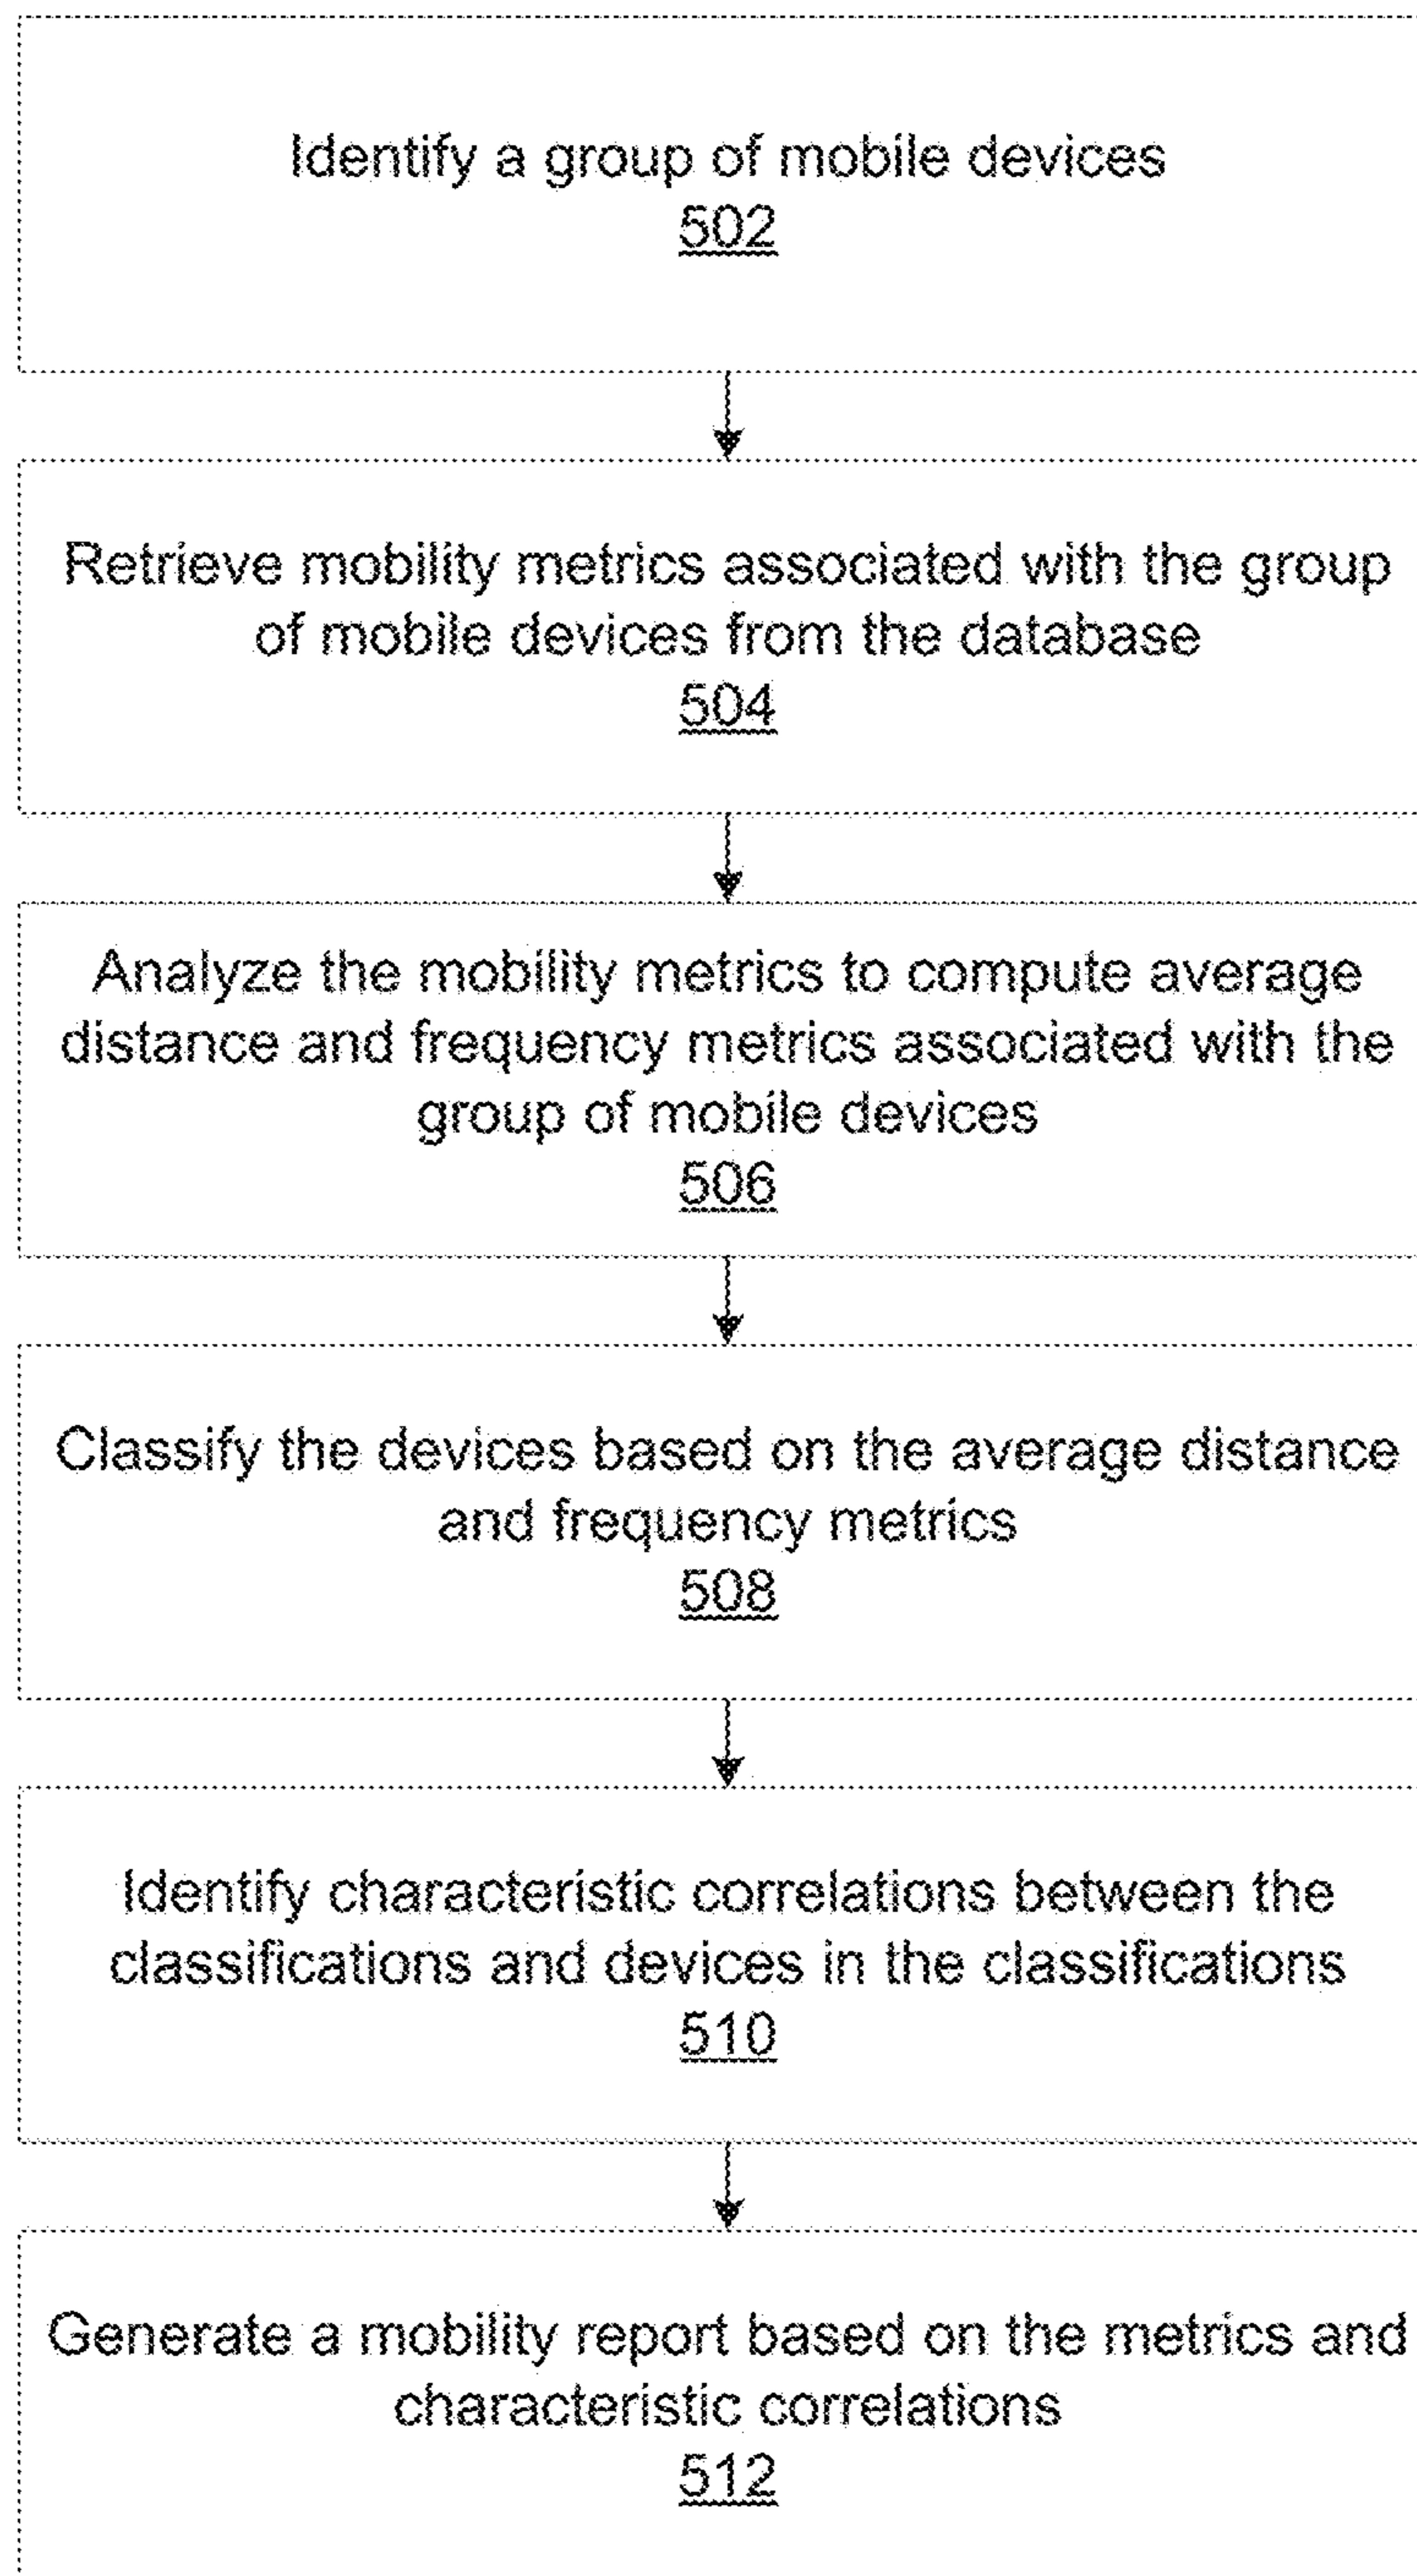 Identify a group of mobile devices
502
Retrieve mobility metrics associated with the group
of mobile devices from the database
504
Analyze the mobility metrics to compute average
distance and frequency metrics associated with the
group of mobile devices
506
Classify the devices based on the average distance
and frequency metrics
508
Identify characteristic correlations between the
classifications and devices in the classifications
510
Generate a mobility report based on the metrics and
characteristic correlations
512